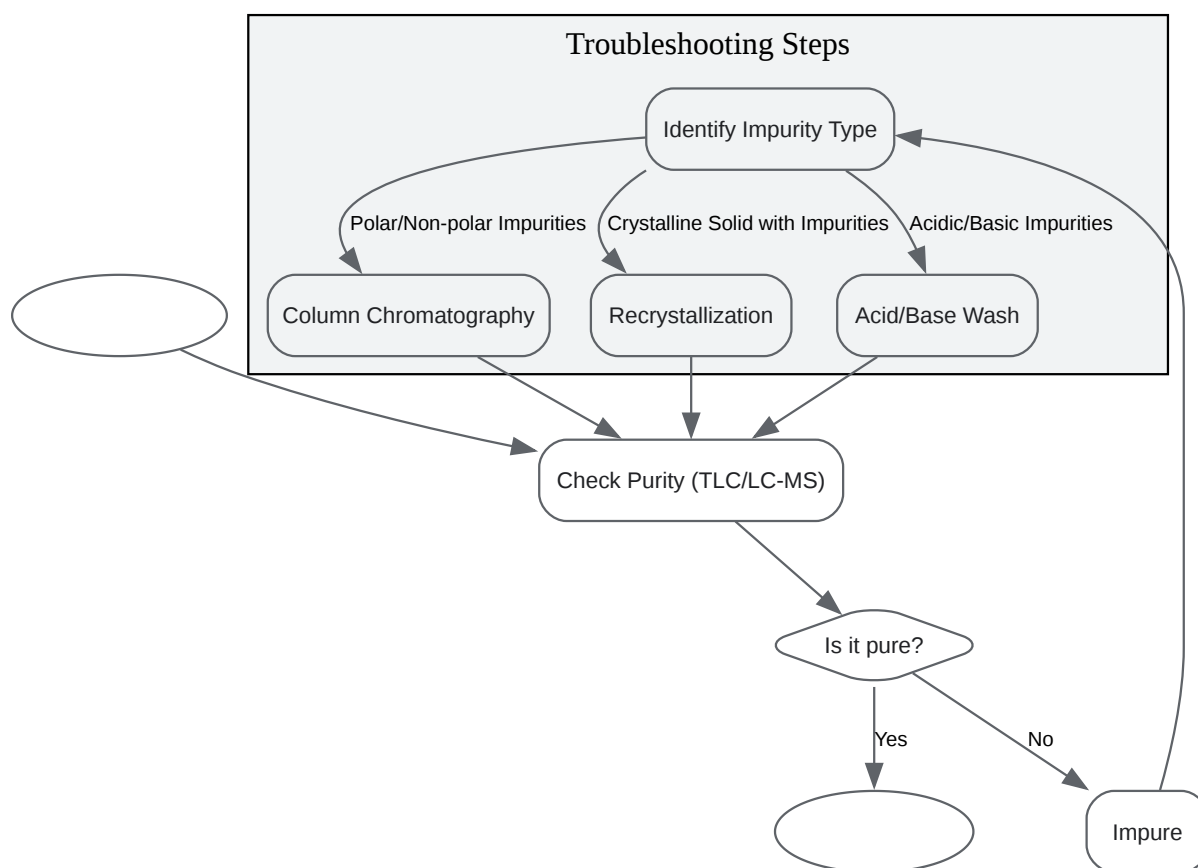 Troubleshooting Steps
Identify Impurity Type
Polar/Non-polar Impurities
Crystalline Solid with Impurities
Acidic/Basic Impurities
Column Chromatography
Recrystallization
Acid/Base Wash
Check Purity (TLC/LC-MS)
Is it pure?
Yes
No
Impure